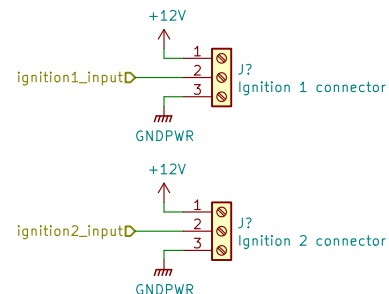 +12V
1
J?
ignition1_input
2
Ignition 1 connector
3
GNDPWR
+12V
1
J?
ignition2_input
2
Ignition 2 connector
3
GNDPWR